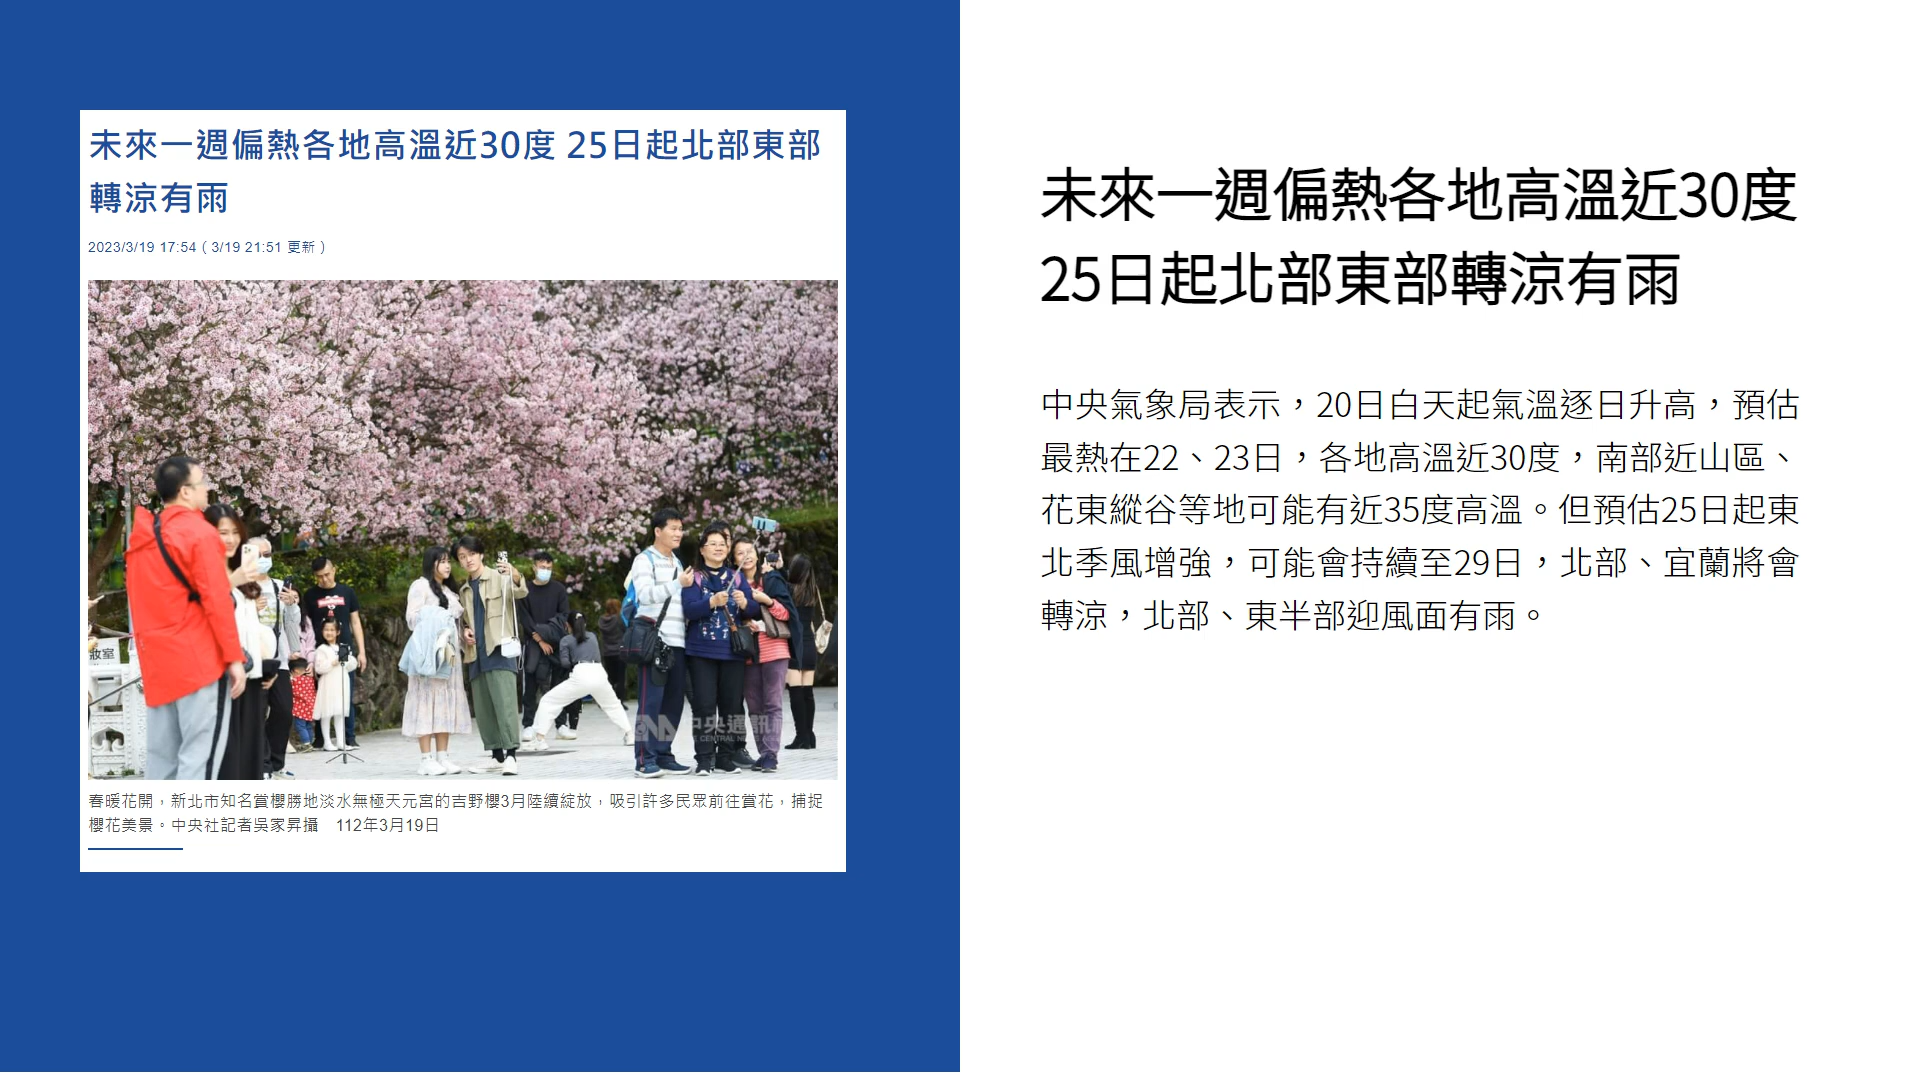 未來一週偏熱各地高溫近30度 25日起北部東部
轉涼有雨
2023/3/19 17:54（3/19 21:51 更新）
妝室
中央通訊社
CENTRAL NEWS AGENCY
春暖花開，新北市知名賞櫻勝地淡水無極天元宮的吉野櫻3月陸續綻放，吸引許多民眾前往賞花，捕捉
櫻花美景。中央社記者吳家昇攝　112年3月19日
未來一週偏熱各地高溫近30度
25日起北部東部轉涼有雨
中央氣象局表示，20日白天起氣溫逐日升高，預估
最熱在22、23日，各地高溫近30度，南部近山區、
花東縱谷等地可能有近35度高溫。但預估25日起東
北季風增強，可能會持續至29日，北部、宜蘭將會
轉涼，北部、東半部迎風面有雨。